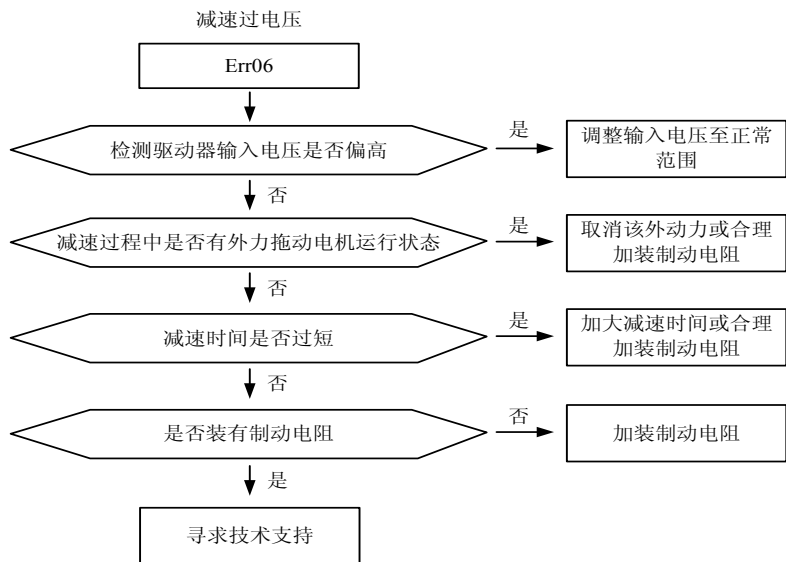 减速过电压
Err06
检测驱动器输入电压是否偏高
是
调整输入电压至正常
范围
否
减速过程中是否有外力拖动电机运行状态
是
取消该外动力或合理
加装制动电阻
否
减速时间是否过短
是
加大减速时间或合理
加装制动电阻
否
是否装有制动电阻
否
加装制动电阻
是
寻求技术支持